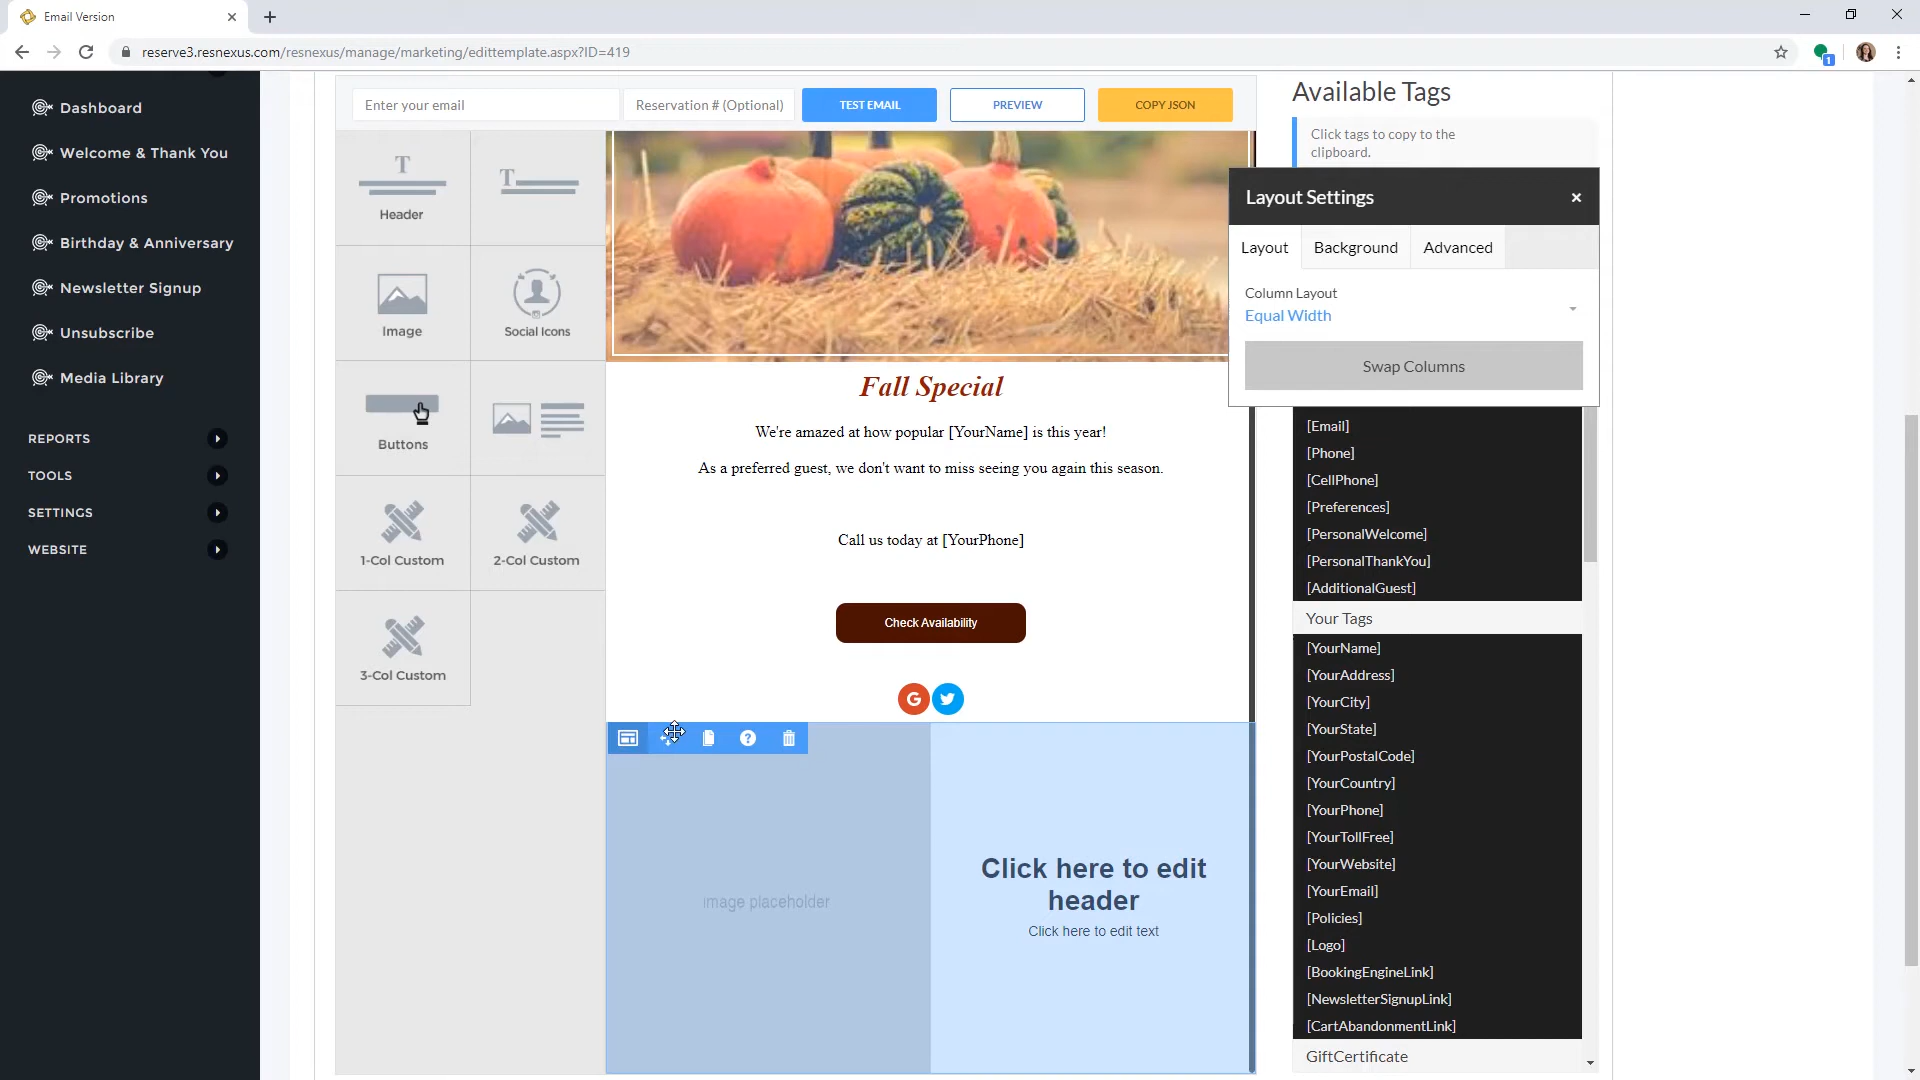 Email Version
reserve3.resnexus.com/resnexus/manage/marketing/edittemplate.aspx?ID=419
1
Dashboard
Welcome & Thank You
Promotions
Birthday & Anniversary
Newsletter Signup
Unsubscribe
Media Library
REPORTS
TOOLS
SETTINGS
WEBSITE
Enter your email
Reservation # (Optional)
TEST EMAIL
PREVIEW
COPY JSON
T
Header
T
Image
Social Icons
Buttons
1-Col Custom
2-Col Custom
3-Col Custom
Fall Special
We're amazed at how popular [YourName] is this year!
As a preferred guest, we don't want to miss seeing you again this season.
Call us today at [YourPhone]
Check Availability
G
?
image placeholder
Click here to edit
header
Click here to edit text
Available Tags
Click tags to copy to the
clipboard.
Layout Settings
×
Layout
Background
Advanced
Column Layout
Equal Width
Swap Columns
[Email]
[Phone]
[CellPhone]
[Preferences]
[PersonalWelcome]
[PersonalThankYou]
[AdditionalGuest]
Your Tags
[YourName]
[YourAddress]
[YourCity]
[YourState]
[YourPostalCode]
[YourCountry]
[YourPhone]
[YourTollFree]
[YourWebsite]
[YourEmail]
[Policies]
[Logo]
[BookingEngineLink]
[NewsletterSignupLink]
[CartAbandonmentLink]
GiftCertificate